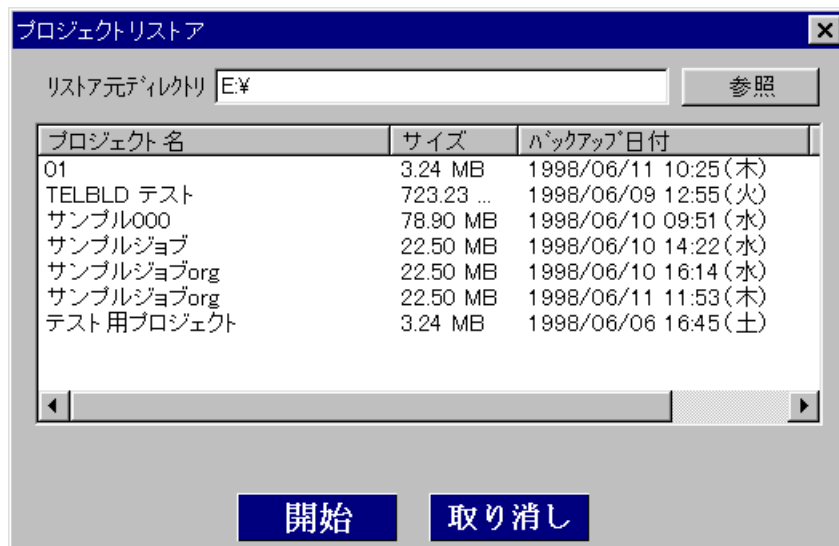 プロジェクトリストア
リストア元ディレクトリ E:¥ 参照
プロジェクト名 サイズ バックアップ日付
01 3.24 MB 1998/06/11 10:25(木)
TELBLD テスト 723.23 ... 1998/06/09 12:55(火)
サンプル000 78.90 MB 1998/06/10 09:51(水)
サンプルジョブ 22.50 MB 1998/06/10 14:22(水)
サンプルジョブorg 22.50 MB 1998/06/10 16:14(水)
サンプルジョブorg 22.50 MB 1998/06/11 11:53(木)
テスト用プロジェクト 3.24 MB 1998/06/06 16:45(土)
開始 取り消し